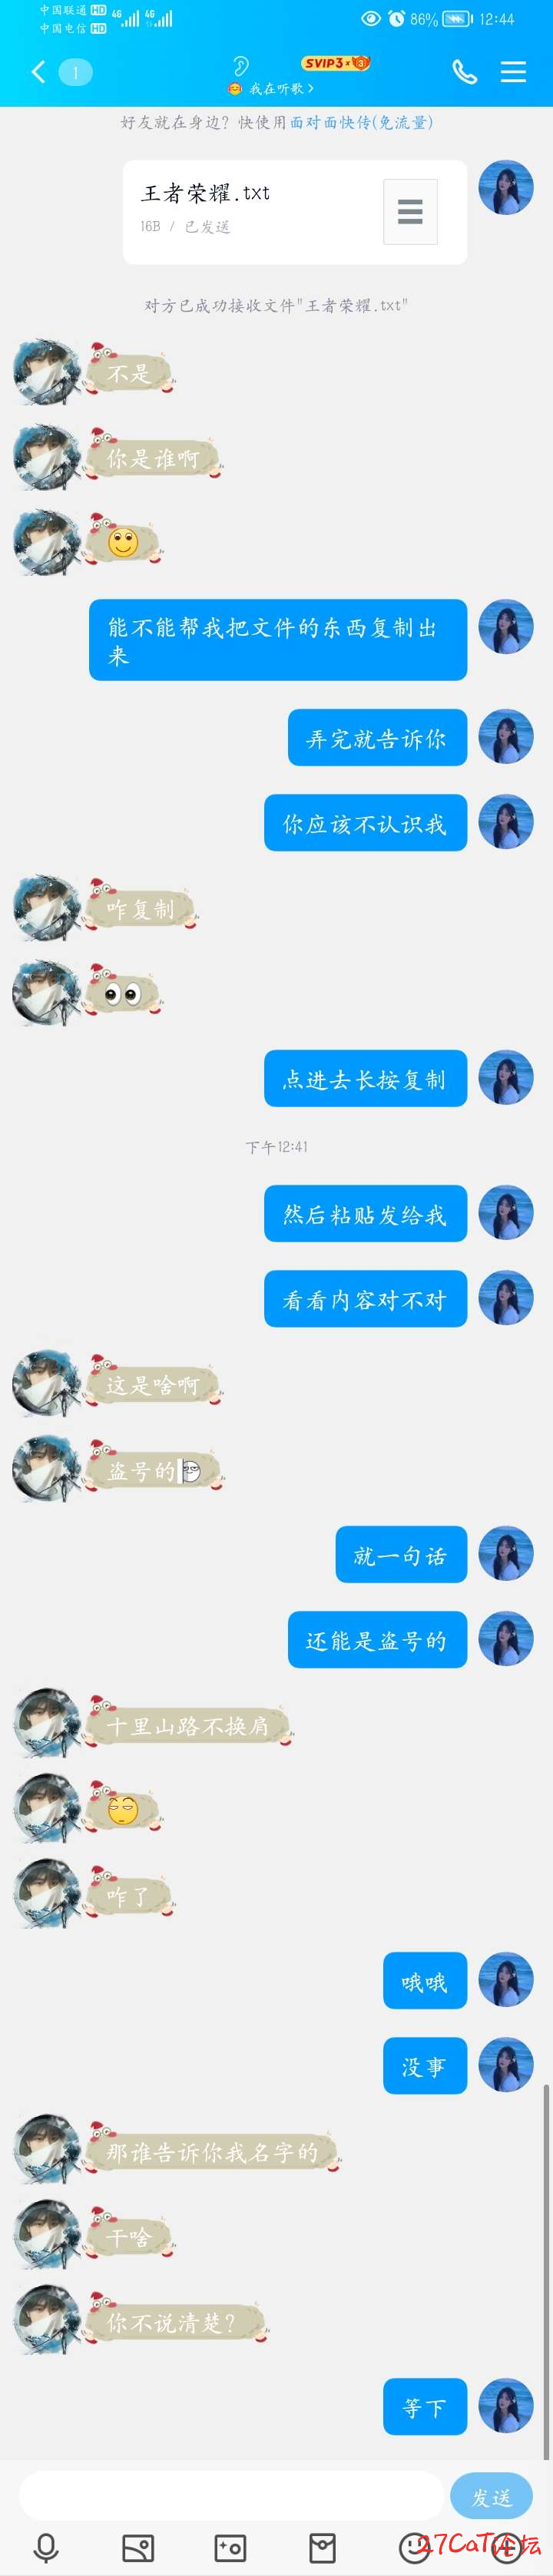 中国联通 HD 4G 4G 86% 12:44
中国电信 HD
1
SVIP3×
我在听歌
好友就在身边？快使用面对面快传(免流量)
王者荣耀.txt
16B / 已发送
对方已成功接收文件"王者荣耀.txt"
不是
你是谁啊
能不能帮我把文件的东西复制出
来
弄完就告诉你
你应该不认识我
咋复制
点进去长按复制
下午12:41
然后粘贴发给我
看看内容对不对
这是啥啊
盗号的
就一句话
还能是盗号的
十里山路不换肩
咋了
哦哦
没事
那谁告诉你我名字的
干啥
你不说清楚？
等下
发送
27CaT论坛